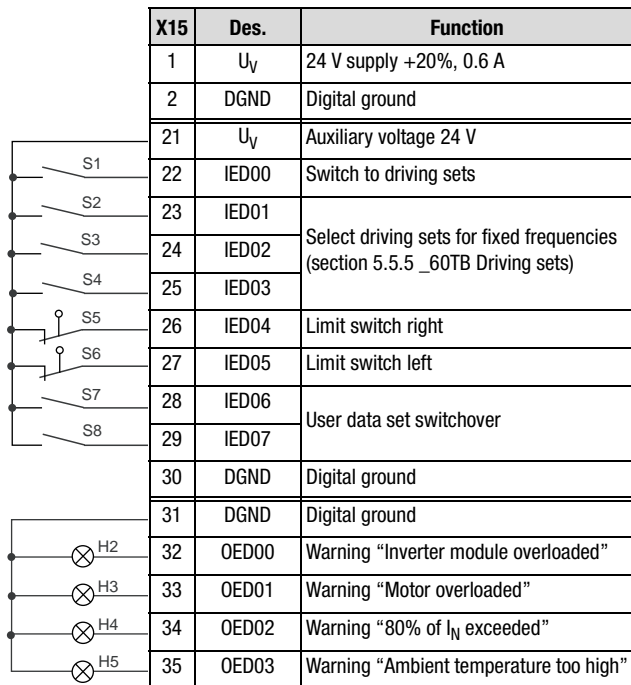 X15 Des. Function
1 U_V 24 V supply +20%, 0.6 A
2 DGND Digital ground
21 U_V Auxiliary voltage 24 V
S1 22 IED00 Switch to driving sets
S2 23 IED01
Select driving sets for fixed frequencies
S3 24 IED02
(section 5.5.5 _60TB Driving sets)
S4 25 IED03
S5 26 IED04 Limit switch right
S6 27 IED05 Limit switch left
S7 28 IED06
User data set switchover
S8 29 IED07
30 DGND Digital ground
31 DGND Digital ground
H2 32 OED00 Warning “Inverter module overloaded”
H3 33 OED01 Warning “Motor overloaded”
H4 34 OED02 Warning “80% of I_N exceeded”
H5 35 OED03 Warning “Ambient temperature too high”